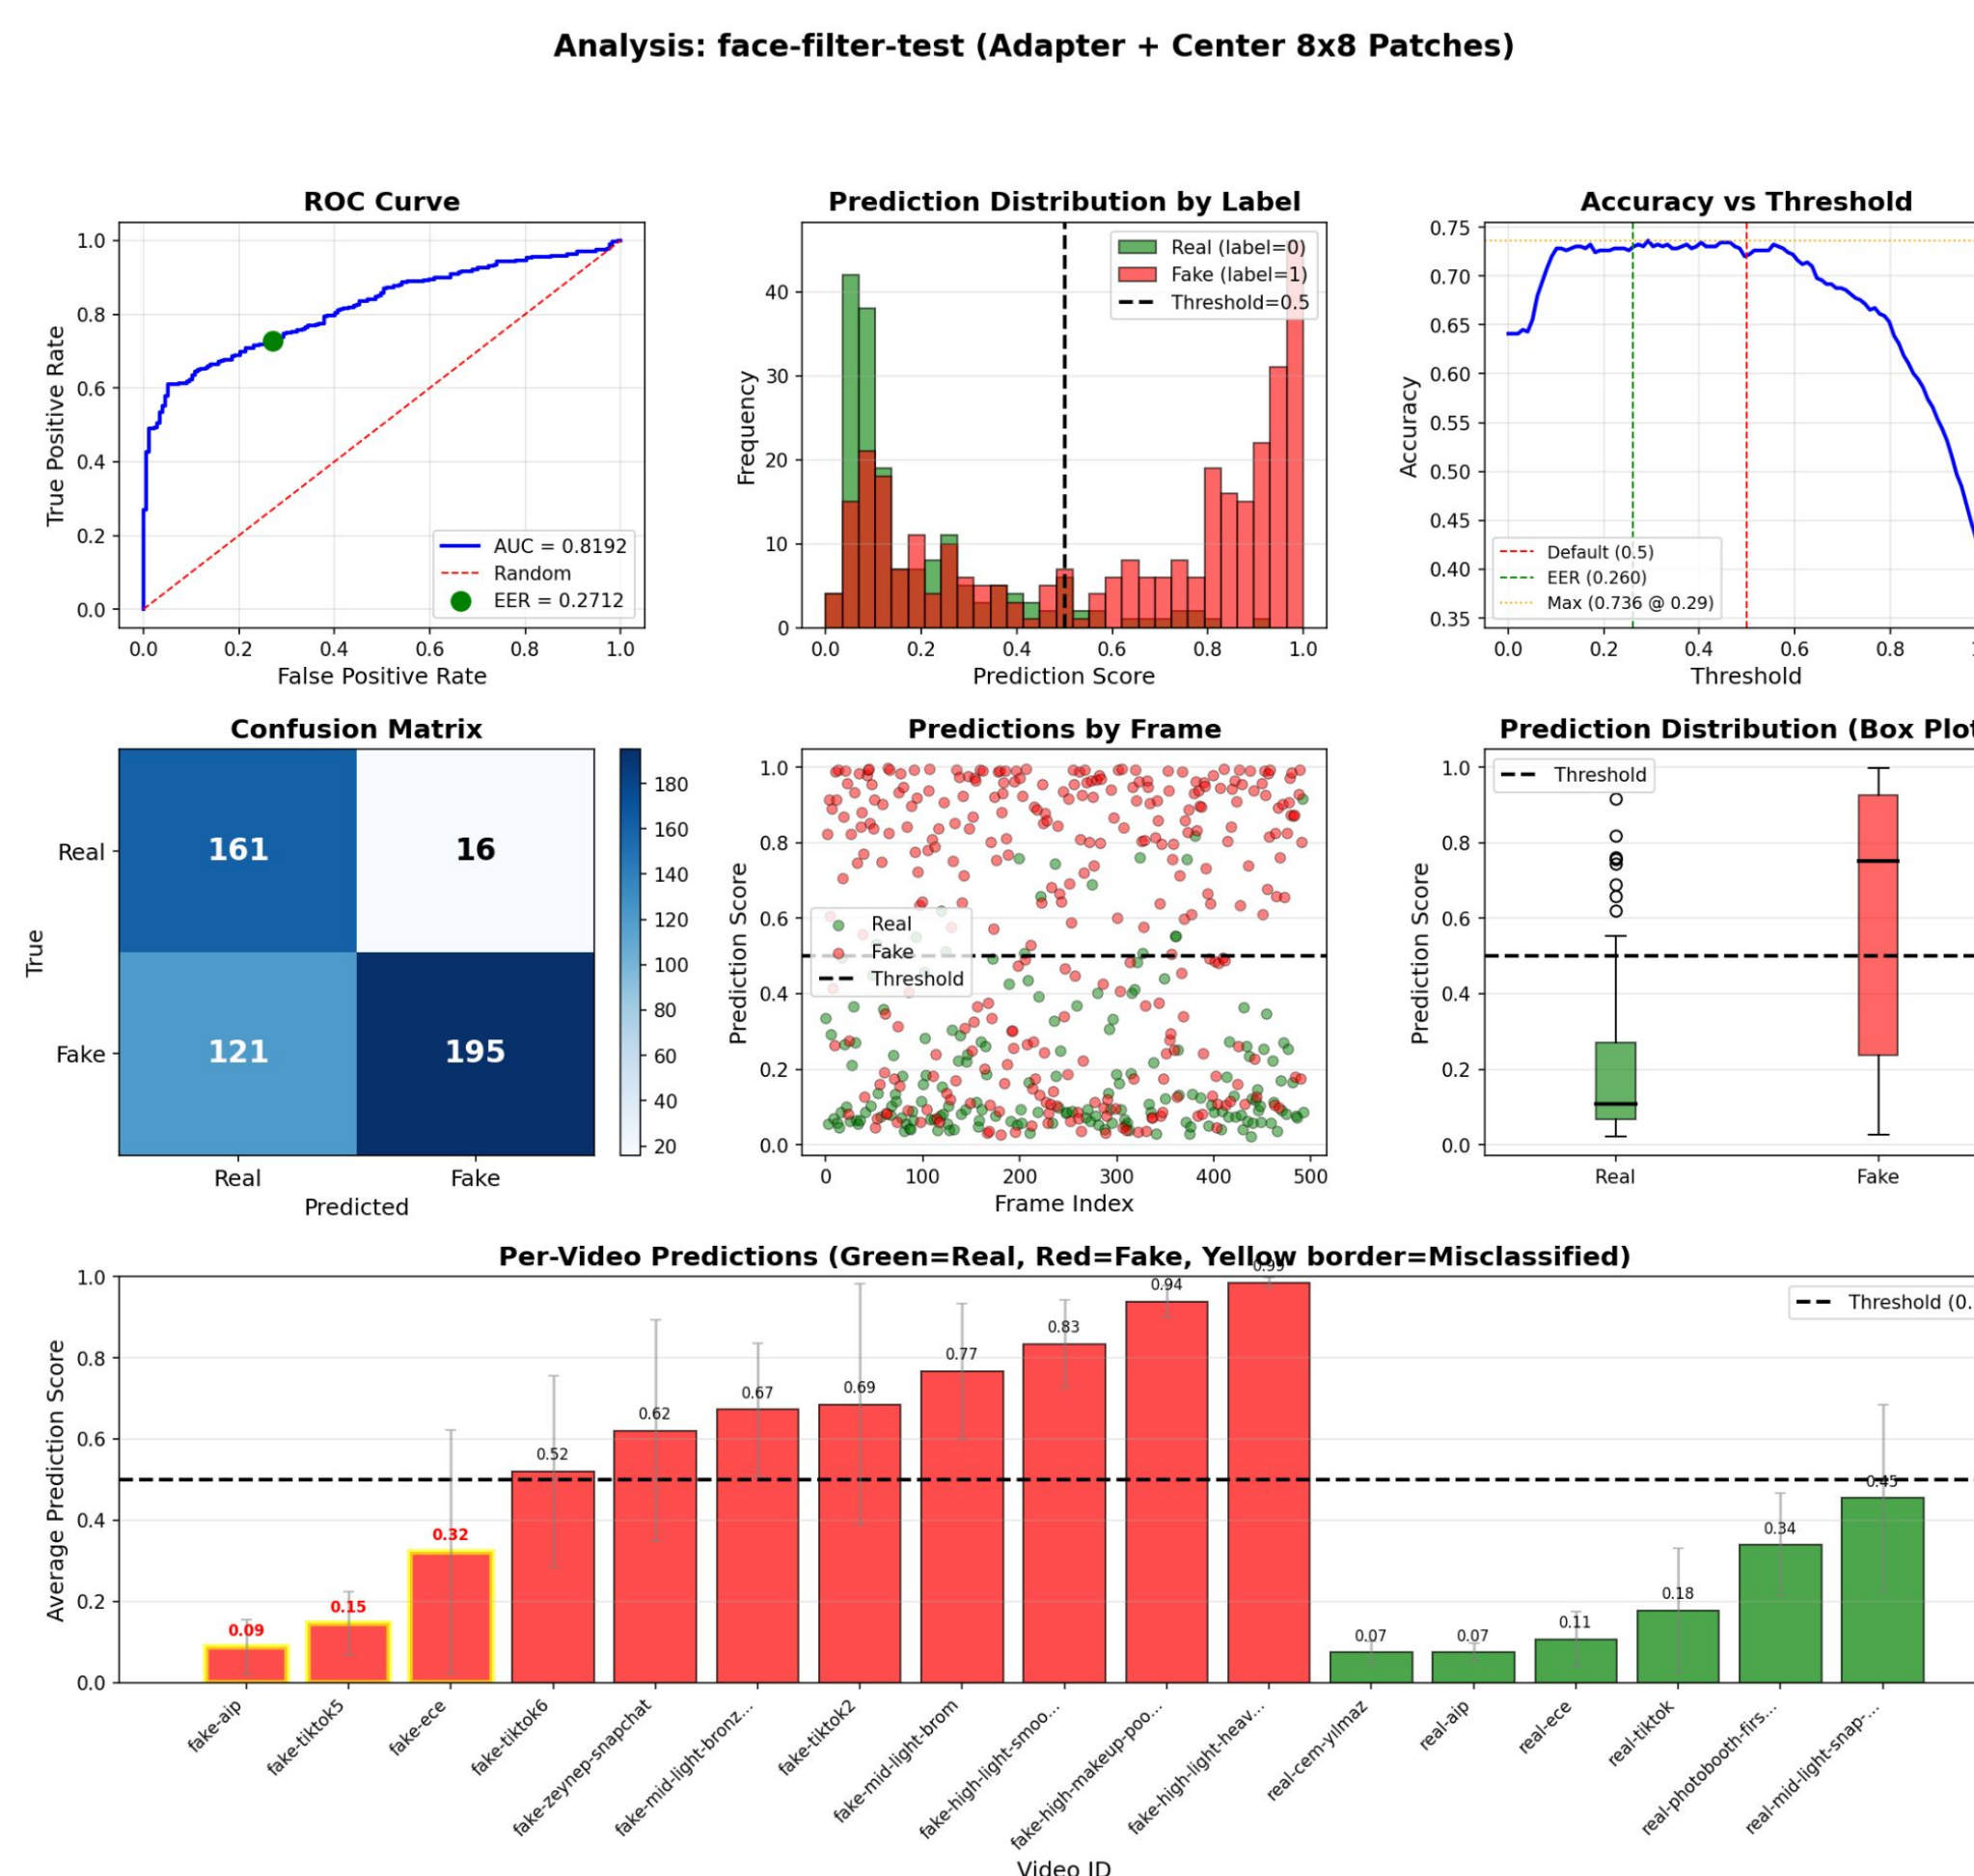 Analysis: face-filter-test (Adapter + Center 8x8 Patches)
ROC Curve
True Positive Rate
1.0
0.8
0.6
0.4
0.2
0.0
0.0 0.2 0.4 0.6 0.8 1.0
False Positive Rate
AUC = 0.8192
Random
EER = 0.2712
Prediction Distribution by Label
Frequency
40
30
20
10
0
0.0 0.2 0.4 0.6 0.8 1.0
Prediction Score
Real (label=0)
Fake (label=1)
Threshold=0.5
Accuracy vs Threshold
Accuracy
0.75
0.70
0.65
0.60
0.55
0.50
0.45
0.40
0.35
0.0 0.2 0.4 0.6 0.8
Threshold
Default (0.5)
EER (0.260)
Max (0.736 @ 0.29)
Confusion Matrix
True
Real
Fake
161 16
121 195
Real Fake
Predicted
180
160
140
120
100
80
60
40
20
Predictions by Frame
Prediction Score
1.0
0.8
0.6
0.4
0.2
0.0
0 100 200 300 400 500
Frame Index
Real
Fake
Threshold
Prediction Distribution (Box Plot
Prediction Score
1.0
0.8
0.6
0.4
0.2
0.0
Real Fake
Threshold
Per-Video Predictions (Green=Real, Red=Fake, Yellow border=Misclassified)
Average Prediction Score
1.0
0.8
0.6
0.4
0.2
0.0
Threshold (0.
0.09
0.15
0.32
0.52
0.62
0.67
0.69
0.77
0.83
0.94
0.99
0.07
0.07
0.11
0.18
0.34
0.45
fake-aip
fake-tiktok5
fake-ece
fake-tiktok6
fake-zeynep-snapchat
fake-mid-light-bronz...
fake-tiktok2
fake-mid-light-brom
fake-high-light-smoo...
fake-high-makeup-poo...
fake-high-light-heav...
real-cem-yılmaz
real-aip
real-ece
real-tiktok
real-photobooth-firs...
real-mid-light-snap-...
Video ID